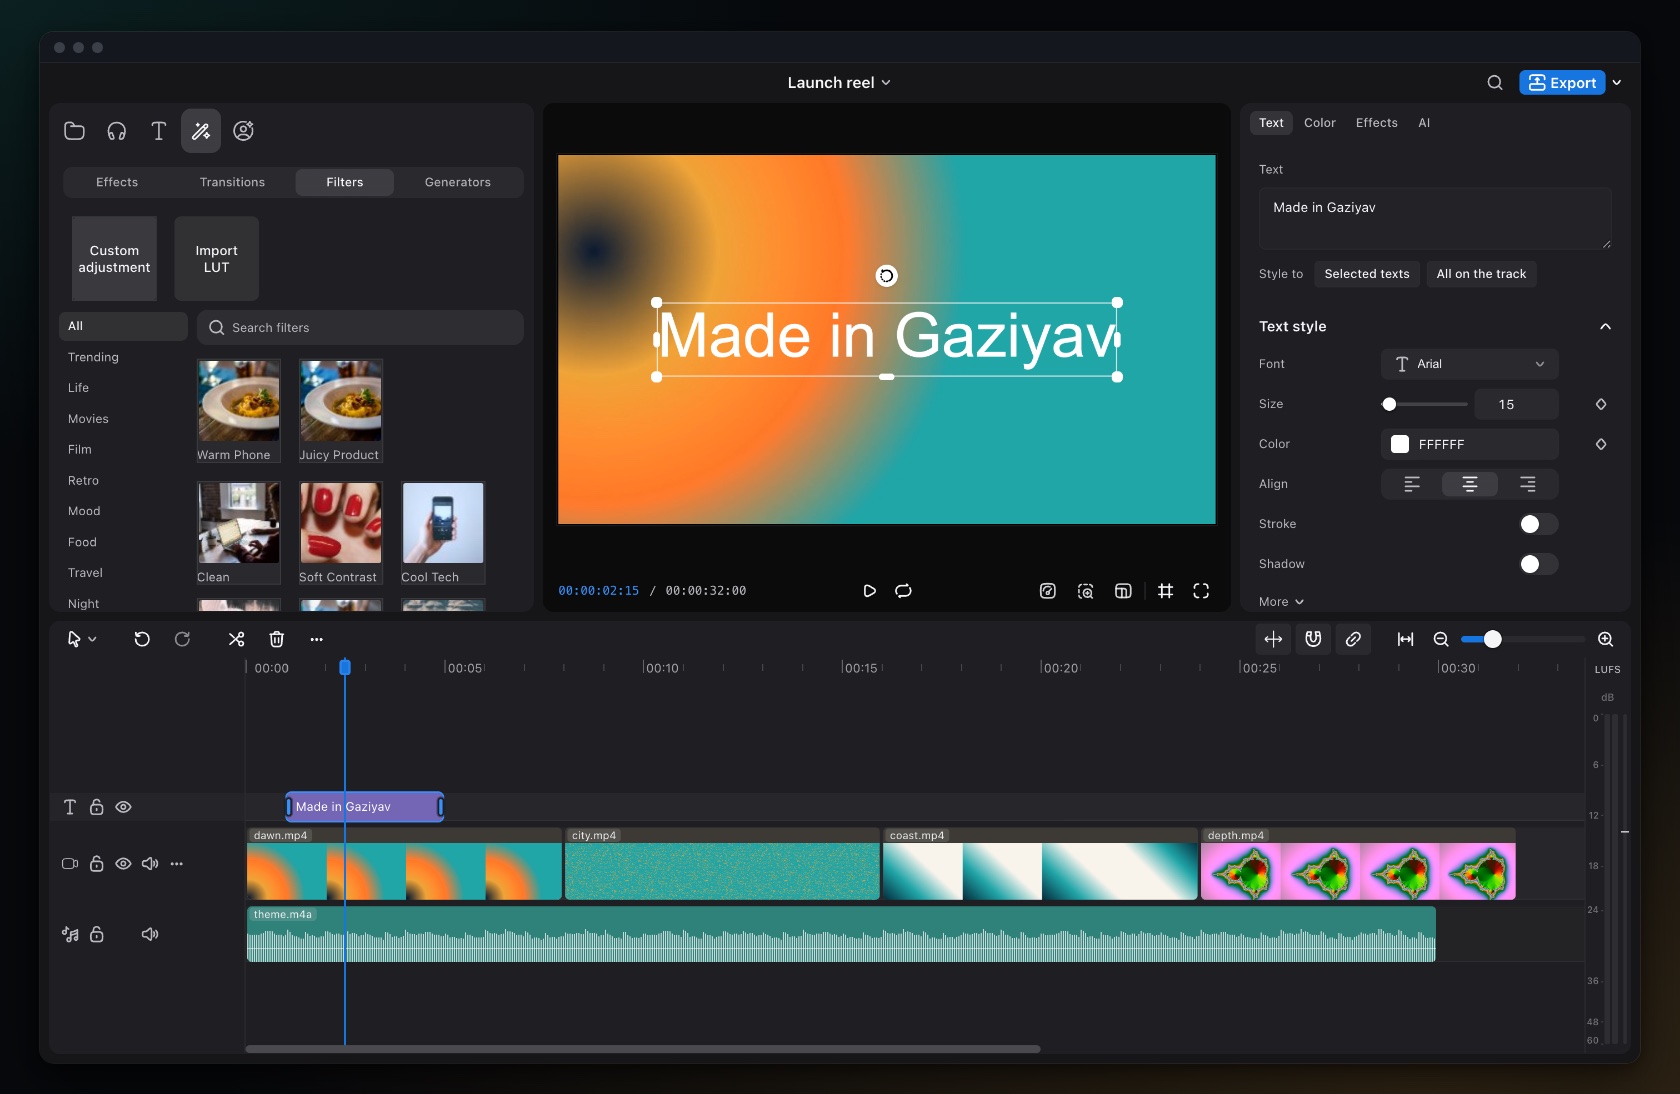 Launch reel
Export
Effects
Transitions
Filters
Generators
Custom
adjustment
Import
LUT
All
Trending
Life
Movies
Film
Retro
Mood
Food
Travel
Night
Search filters
Warm Phone
Juicy Product
Clean
Soft Contrast
Cool Tech
Made in Gaziyav
00:00:02:15 / 00:00:32:00
Text
Color
Effects
AI
Text
Made in Gaziyav
Style to
Selected texts
All on the track
Text style
Font
Arial
Size
15
Color
FFFFFF
Align
Stroke
Shadow
More
00:00
00:05
00:10
00:15
00:20
00:25
00:30
LUFS
dB
0
6
12
18
24
36
48
60
Made in Gaziyav
dawn.mp4
city.mp4
coast.mp4
depth.mp4
theme.m4a